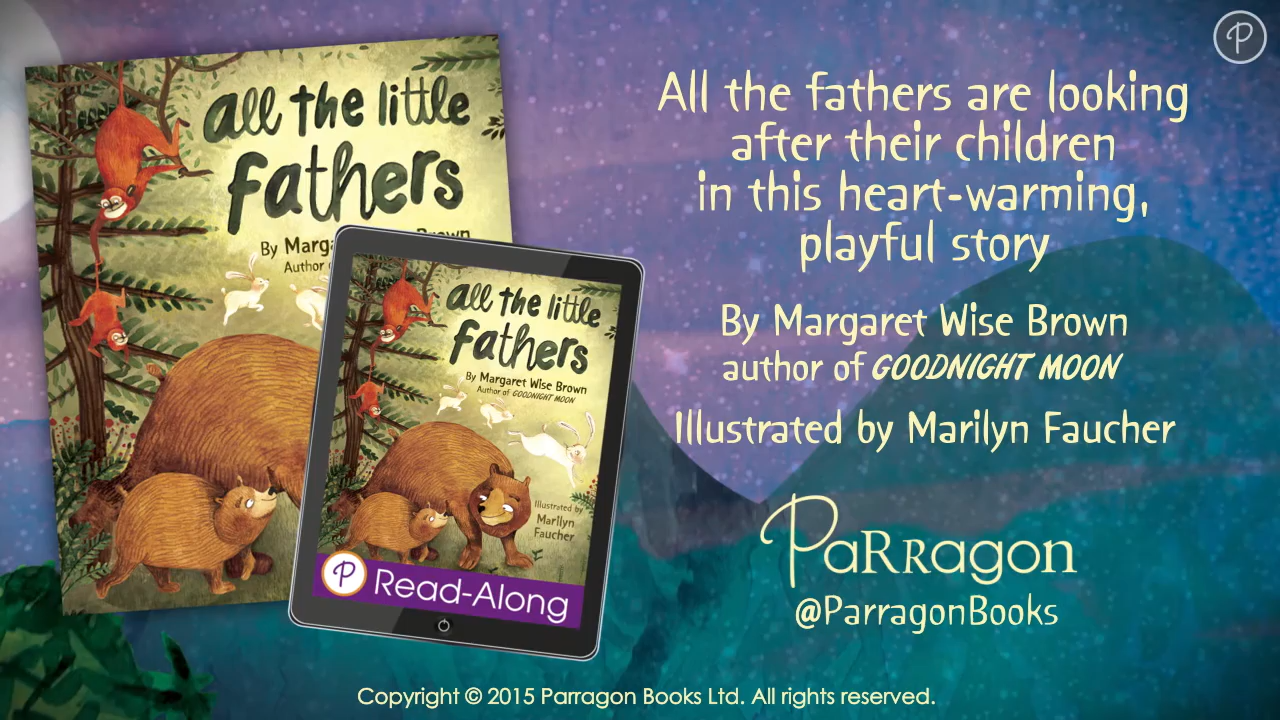 all the little
fathers
By Marga
Author
all the little
fathers
By Margaret Wise Brown
Author of GOODNIGHT MOON
Illustrated by
Marilyn
Faucher
P Read-Along
P
All the fathers are looking
after their children
in this heart-warming,
playful story
By Margaret Wise Brown
author of GOODNIGHT MOON
Illustrated by Marilyn Faucher
Parragon
@ParragonBooks
Copyright © 2015 Parragon Books Ltd. All rights reserved.